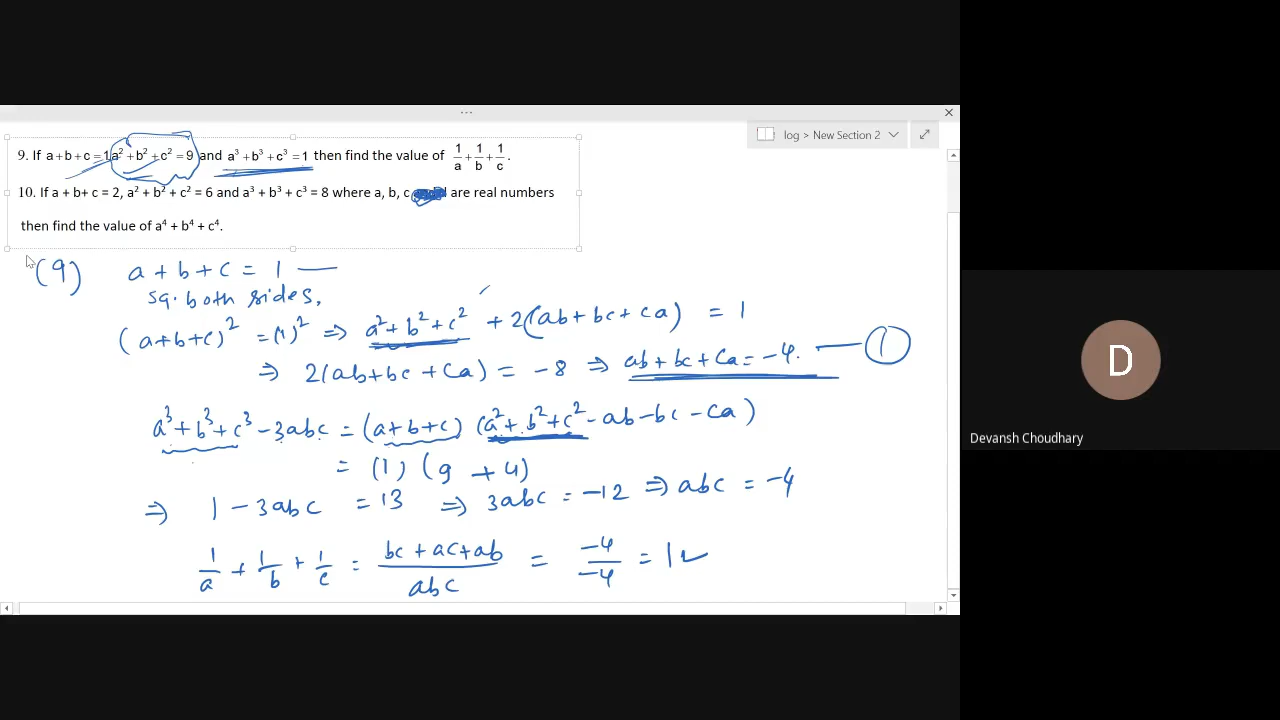 log > New Section 2
9. If a+b+c =1a² +b² +c² =9 and a³ +b³ +c³ =1 then find the value of 1/a + 1/b + 1/c .
10. If a + b+ c = 2, a² + b² + c² = 6 and a³ + b³ + c³ = 8 where a, b, c are real numbers
then find the value of a⁴ + b⁴ + c⁴.
(9) a + b + c = 1 —
sq. both sides,
(a+b+c)² = (1)² ⇒ a² + b² + c² + 2(ab + bc + ca) = 1
⇒ 2(ab+bc+ca) = -8 ⇒ ab + bc + ca = -4. — ①
a³ + b³ + c³ - 3abc = (a+b+c) (a² + b² + c² - ab - bc - ca)
= (1) (9 + 4)
⇒ 1 - 3abc = 13 ⇒ 3abc = -12 ⇒ abc = -4
1/a + 1/b + 1/c = (bc + ac + ab)/abc = -4/-4 = 1 ✓
D
Devansh Choudhary